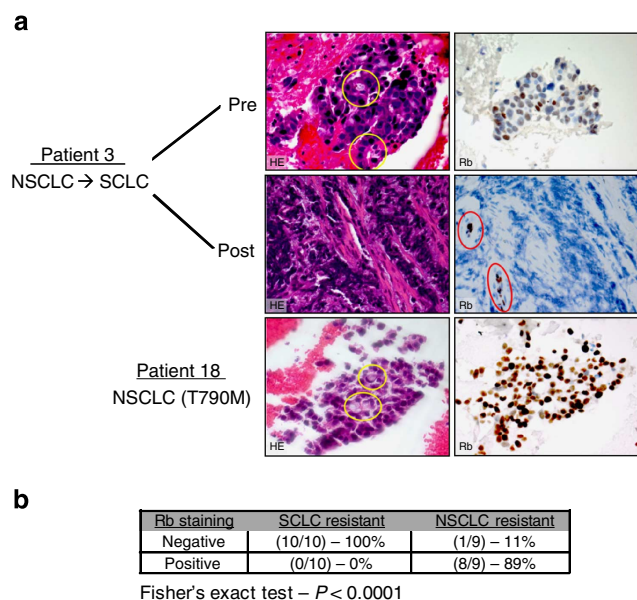 a
Pre
HE
Rb
Patient 3
NSCLC → SCLC
Post
HE
Rb
Patient 18
NSCLC (T790M)
HE
Rb
b
Rb staining SCLC resistant NSCLC resistant
Negative (10/10) – 100% (1/9) – 11%
Positive (0/10) – 0% (8/9) – 89%
Fisher's exact test – P < 0.0001